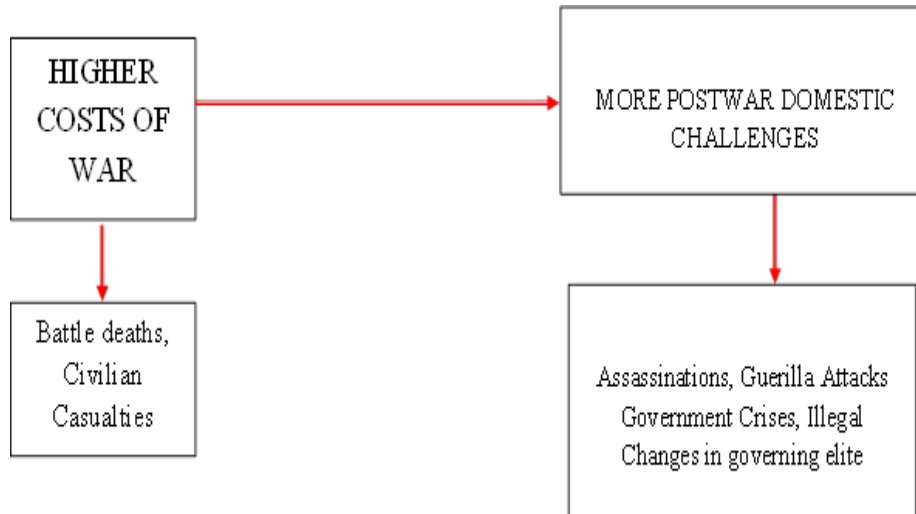 HIGHER
COSTS OF
WAR
MORE POSTWAR DOMESTIC
CHALLENGES
Battle deaths,
Civilian
Casualties
Assassinations, Guerilla Attacks
Government Crises, Illegal
Changes in governing elite